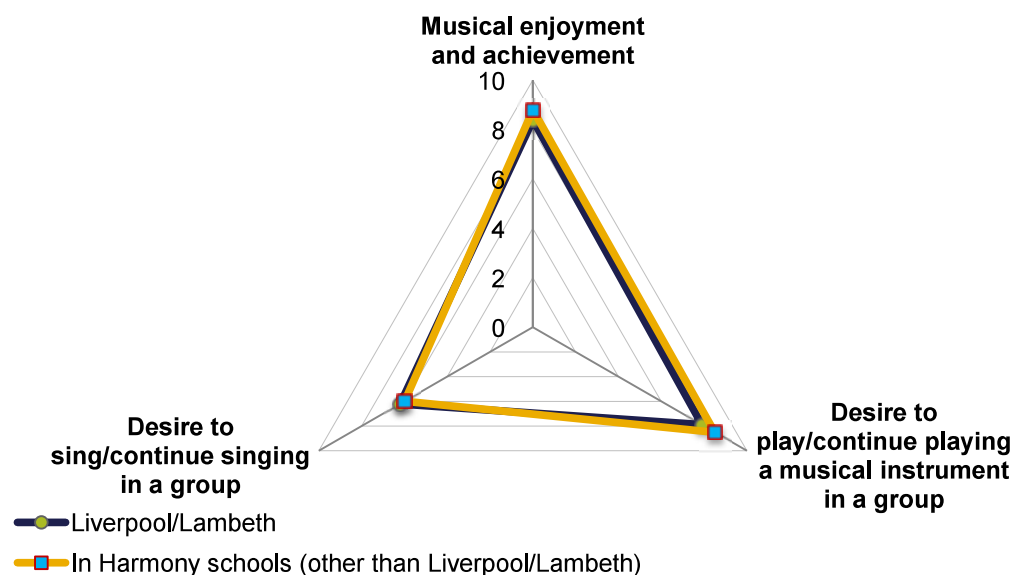 Musical enjoyment
and achievement
10
8
6
4
2
0
Desire to
sing/continue singing
in a group
Desire to
play/continue playing
a musical instrument
in a group
Liverpool/Lambeth
In Harmony schools (other than Liverpool/Lambeth)